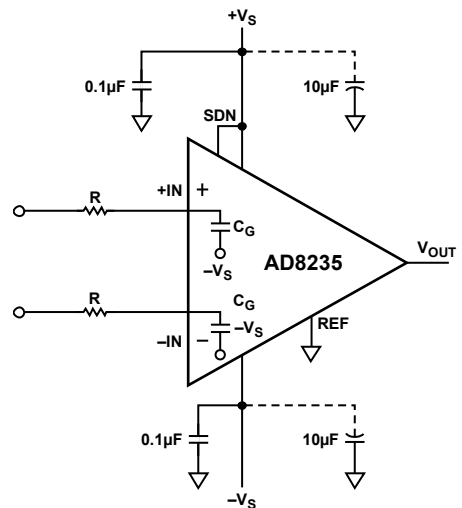 +VS
0.1µF
10µF
SDN
R
+IN
+
CG
–VS
AD8235
VOUT
R
CG
–VS
–IN
–
REF
0.1µF
10µF
–VS